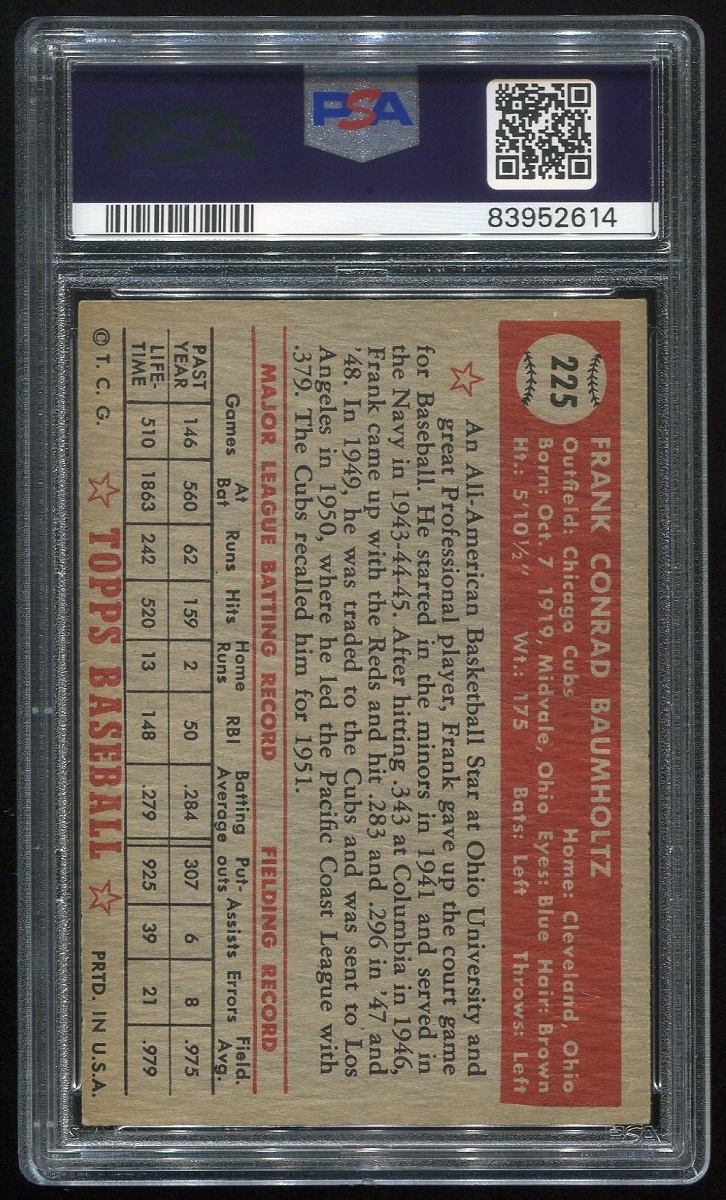 PSA
PSA
83952614
225
FRANK CONRAD BAUMHOLTZ
Outfield: Chicago Cubs Home: Cleveland, Ohio
Born: Oct. 7 1919, Midvale, Ohio Eyes: Blue Hair: Brown
Ht.: 5'10½" Wt.: 175 Bats: Left Throws: Left
An All-American Basketball Star at Ohio University and
great Professional player, Frank gave up the court game
for Baseball. He started in the minors in 1941 and served in
the Navy in 1943-44-45. After hitting .343 at Columbia in 1946,
Frank came up with the Reds and hit .283 and .296 in '47 and
'48. In 1949, he was traded to the Cubs and was sent to Los
Angeles in 1950, where he led the Pacific Coast League with
.379. The Cubs recalled him for 1951.
MAJOR LEAGUE BATTING RECORD FIELDING RECORD
Games At Bat Runs Hits Home Runs RBI Batting Average Put-outs Assists Errors Field. Avg.
PAST YEAR 146 560 62 159 2 50 .284 307 6 8 .975
LIFE-TIME 510 1863 242 520 13 148 .279 925 39 21 .979
© T. C. G. TOPPS BASEBALL PRTD. IN U.S.A.
PSA